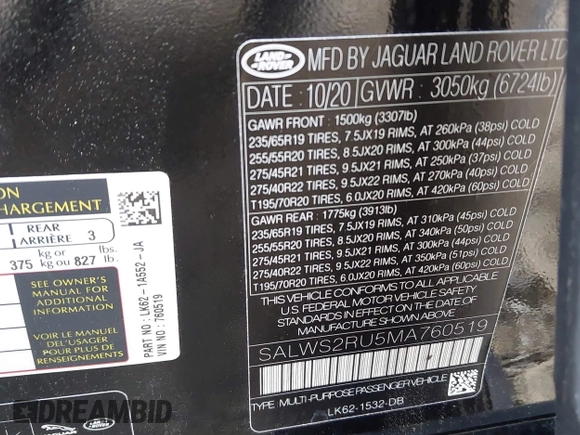 LAND ROVER
MFD BY JAGUAR LAND ROVER LTD
DATE: 10/20 GVWR : 3050kg (6724lb)
GAWR FRONT : 1500kg (3307lb)
235/65R19 TIRES, 7.5JX19 RIMS, AT 260kPa (38psi) COLD
255/55R20 TIRES, 8.5JX20 RIMS, AT 300kPa (44psi) COLD
275/45R21 TIRES, 9.5JX21 RIMS, AT 250kPa (37psi) COLD
275/40R22 TIRES, 9.5JX22 RIMS, AT 270kPa (40psi) COLD
T195/70R20 TIRES, 6.0JX20 RIMS, AT 420kPa (60psi) COLD
GAWR REAR : 1775kg (3913lb)
235/65R19 TIRES, 7.5JX19 RIMS, AT 310kPa (45psi) COLD
255/55R20 TIRES, 8.5JX20 RIMS, AT 340kPa (50psi) COLD
275/45R21 TIRES, 9.5JX21 RIMS, AT 300kPa (44psi) COLD
275/40R22 TIRES, 9.5JX22 RIMS, AT 350kPa (51psi) COLD
T195/70R20 TIRES, 6.0JX20 RIMS, AT 420kPa (60psi) COLD
THIS VEHICLE CONFORMS TO ALL APPLICABLE
U.S. FEDERAL MOTOR VEHICLE SAFETY AND THEFT PREVENTION
STANDARDS IN EFFECT ON THE DATE OF
MANUFACTURE SHOWN ABOVE.
SALWS2RU5MA760519
TYPE : MULTI-PURPOSE PASSENGER VEHICLE
LK62-1532-DB
ION
CHARGEMENT
REAR
ARRIÈRE 3
kg or lbs.
375 kg ou 827 lb.
SEE OWNER'S
MANUAL FOR
ADDITIONAL
INFORMATION
VOIR LE MANUEL
DE L'USAGER
POUR PLUS DE
RENSEIGNEMENTS
PART NO: LK62-1A552-JA
VIN NO: 760519
JAGUAR
LAND ROVER
DREAMBID